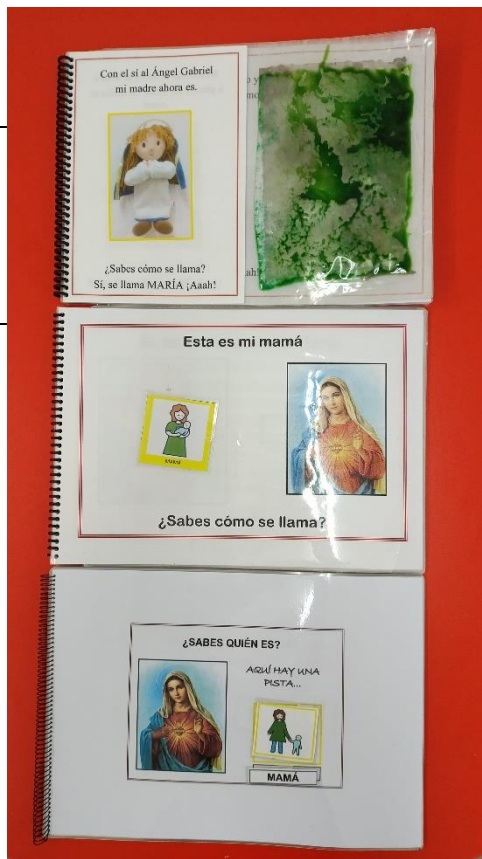 Con el sí al Ángel Gabriel
mi madre ahora es.
¿Sabes cómo se llama?
Sí, se llama MARÍA ¡Aaah!
ah!
Esta es mi mamá
¿Sabes cómo se llama?
¿SABES QUIÉN ES?
AQUÍ HAY UNA
PISTA...
MAMÁ